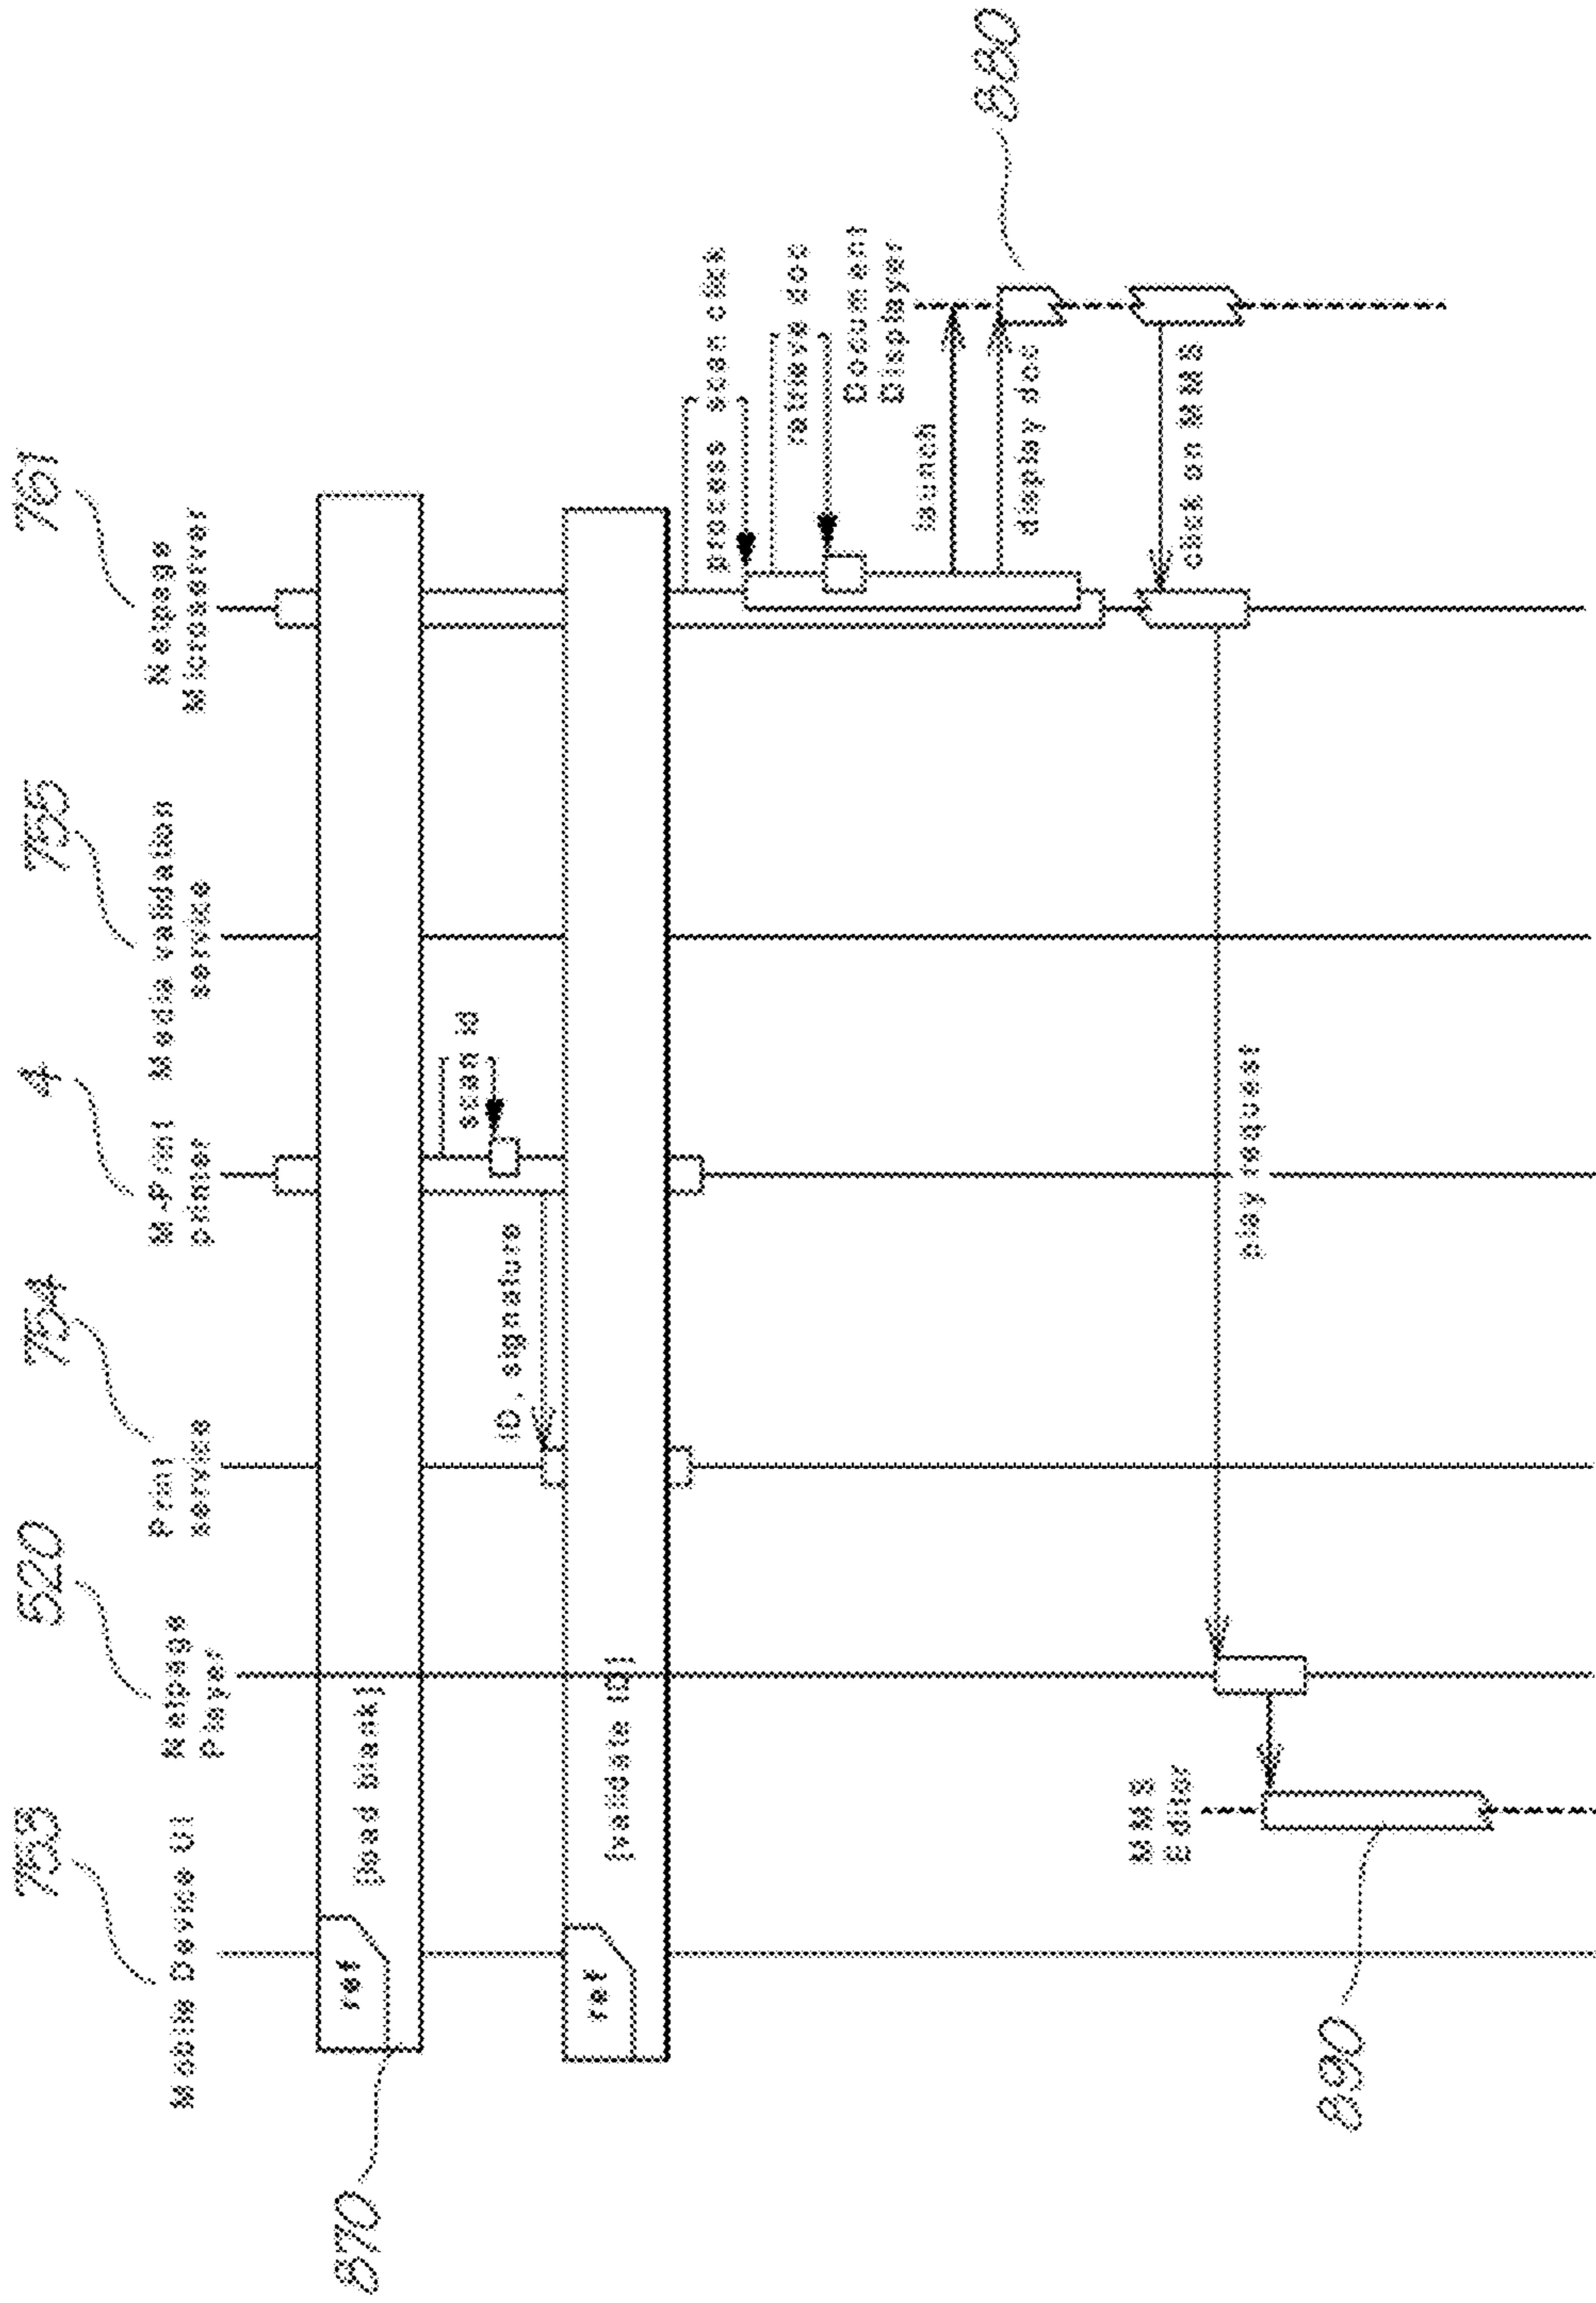 753
520
754
4
755
761
Mobile Device UI
Netpage
player
Print
service
M-Print
printer
Media validation
service
Netpage
Microserver
870
ref
[load blank]
scan id
ID, signature
ref
[validate ID]
process scan click
retrieve doc
Document
Displayer
launch
display doc
880
click on MMS
play request
MMS
Editor
890